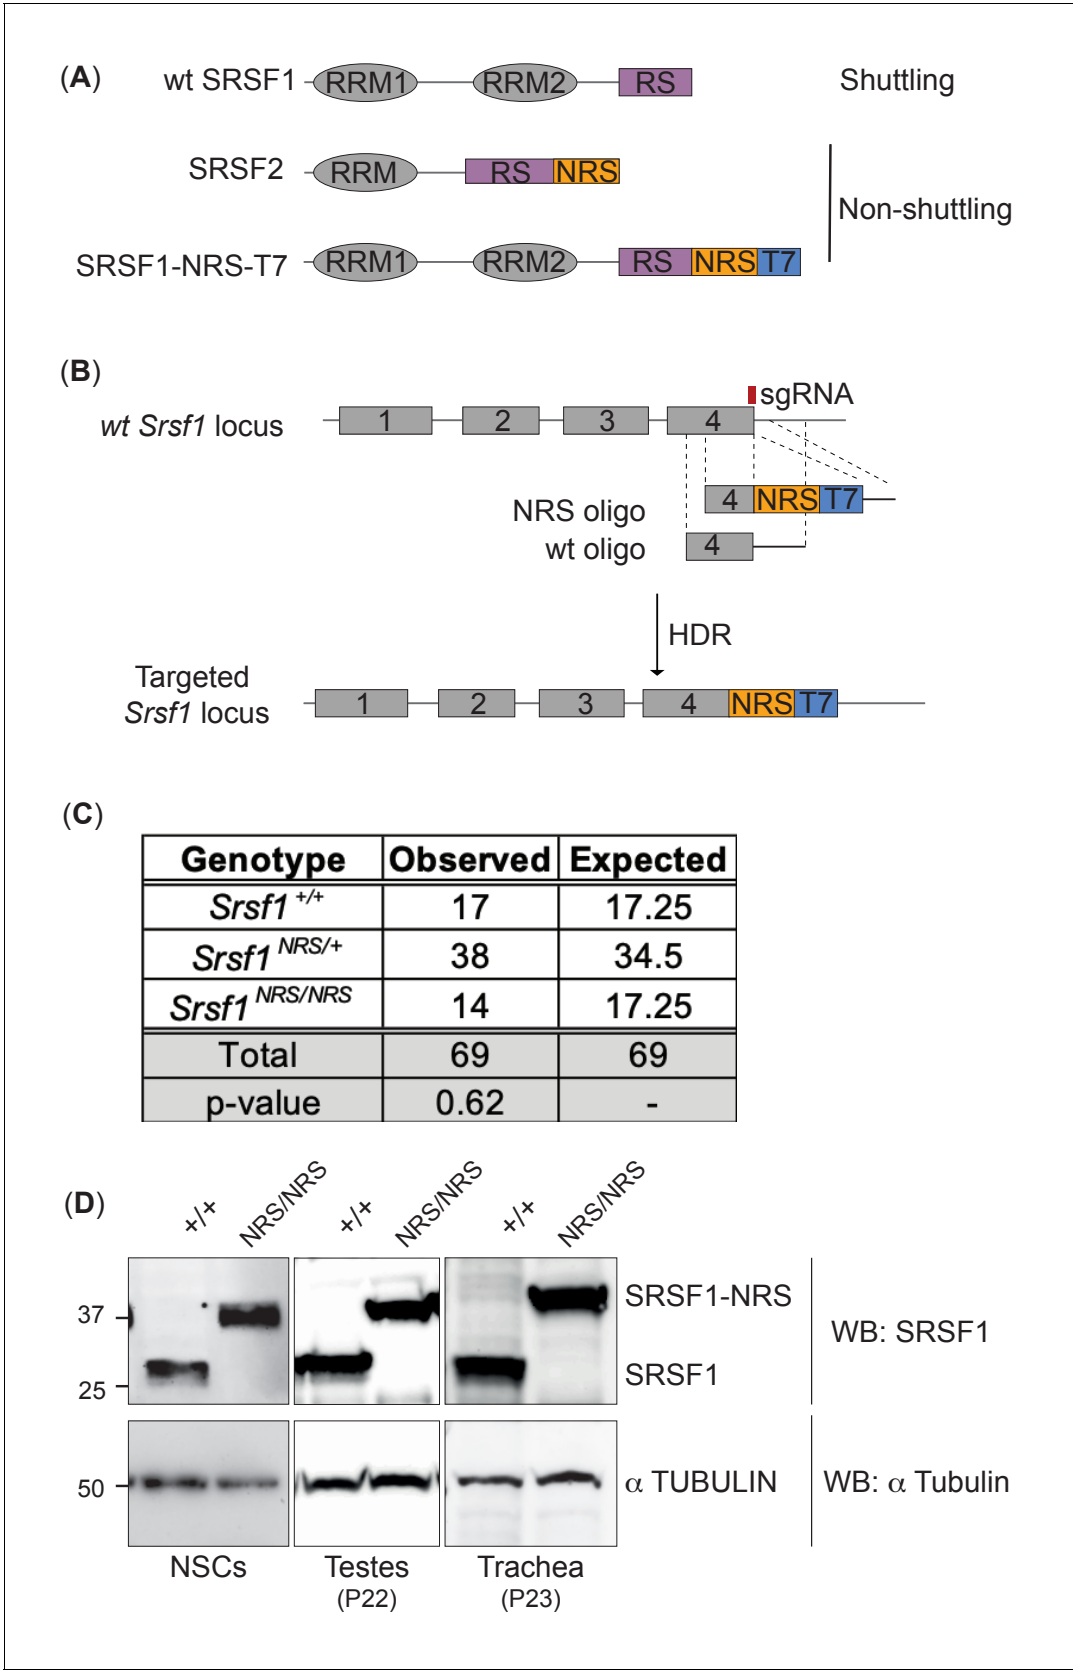 (A)
wt SRSF1 RRM1 RRM2 RS Shuttling
SRSF2 RRM RS NRS
Non-shuttling
SRSF1-NRS-T7 RRM1 RRM2 RS NRS T7
(B)
sgRNA
wt Srsf1 locus 1 2 3 4
NRS oligo 4 NRS T7
wt oligo 4
HDR
Targeted
Srsf1 locus 1 2 3 4 NRS T7
(C)
Genotype Observed Expected
Srsf1 +/+ 17 17.25
Srsf1 NRS/+ 38 34.5
Srsf1 NRS/NRS 14 17.25
Total 69 69
p-value 0.62 -
(D)
+/+ NRS/NRS +/+ NRS/NRS +/+ NRS/NRS
37 SRSF1-NRS
WB: SRSF1
25 SRSF1
50 α TUBULIN WB: α Tubulin
NSCs Testes Trachea
(P22) (P23)